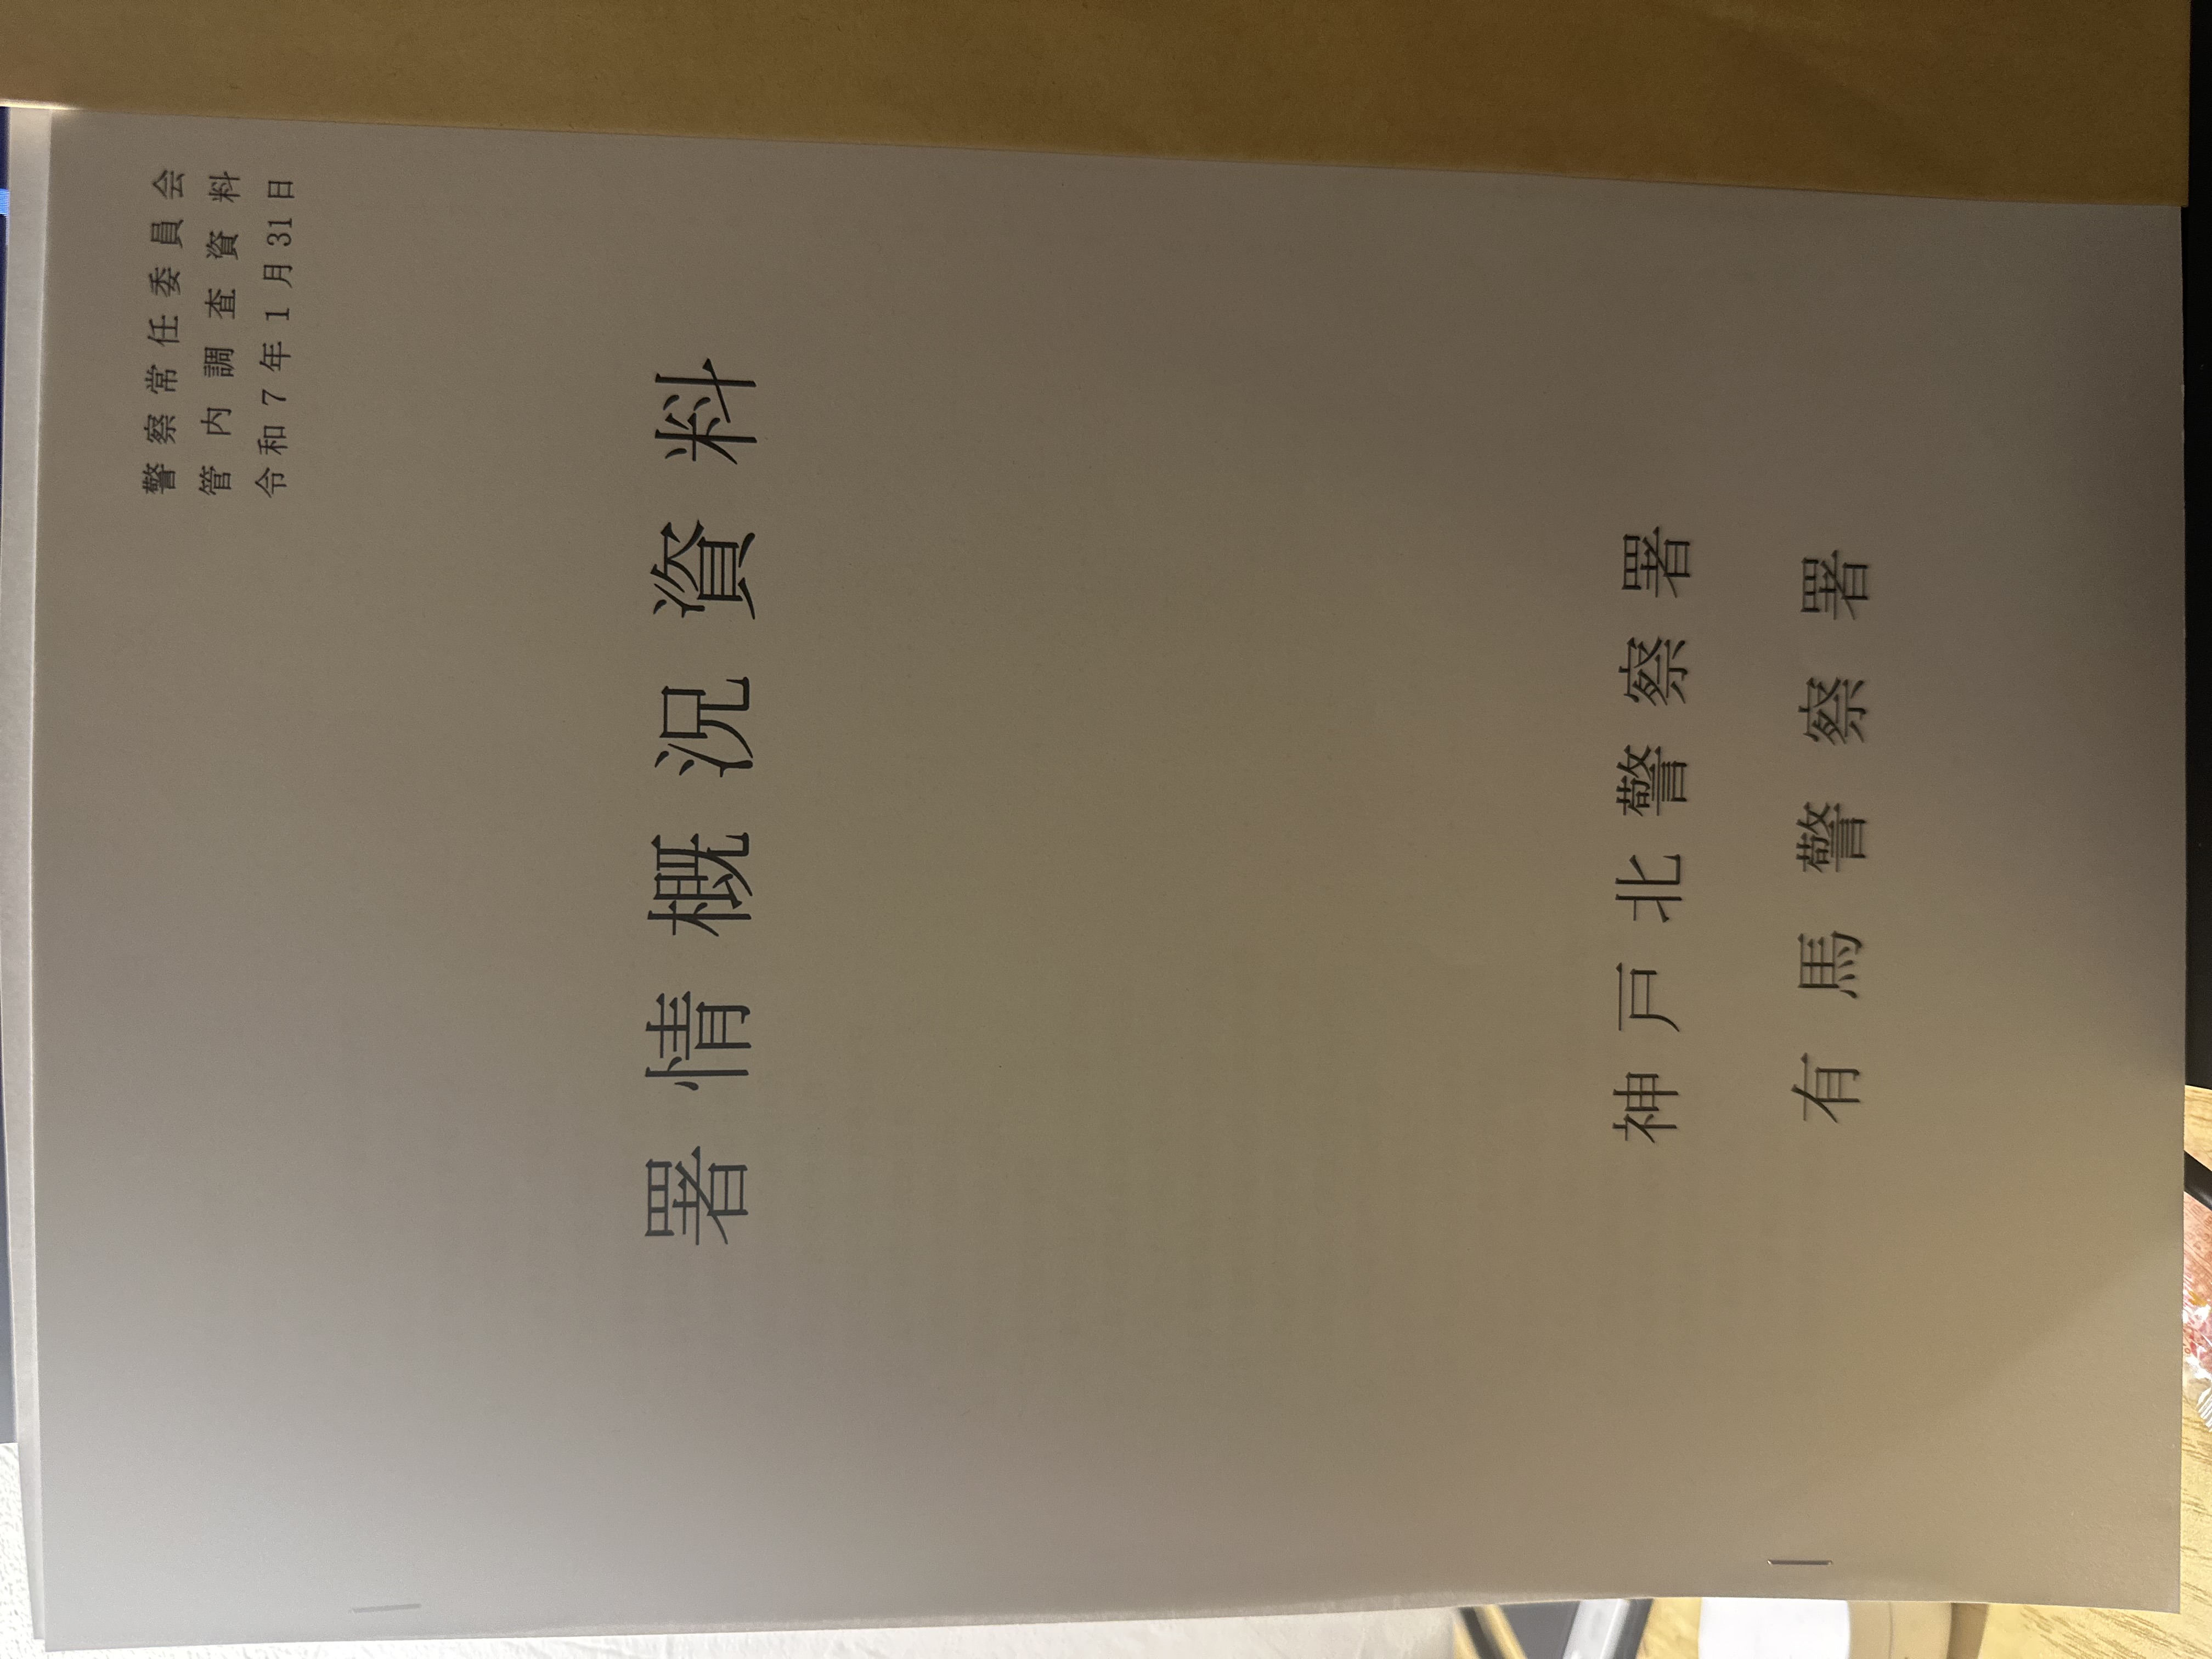 警察常任委員会
管内調査資料
令和7年1月31日
署情概況資料
神戸北警察署
有馬警察署